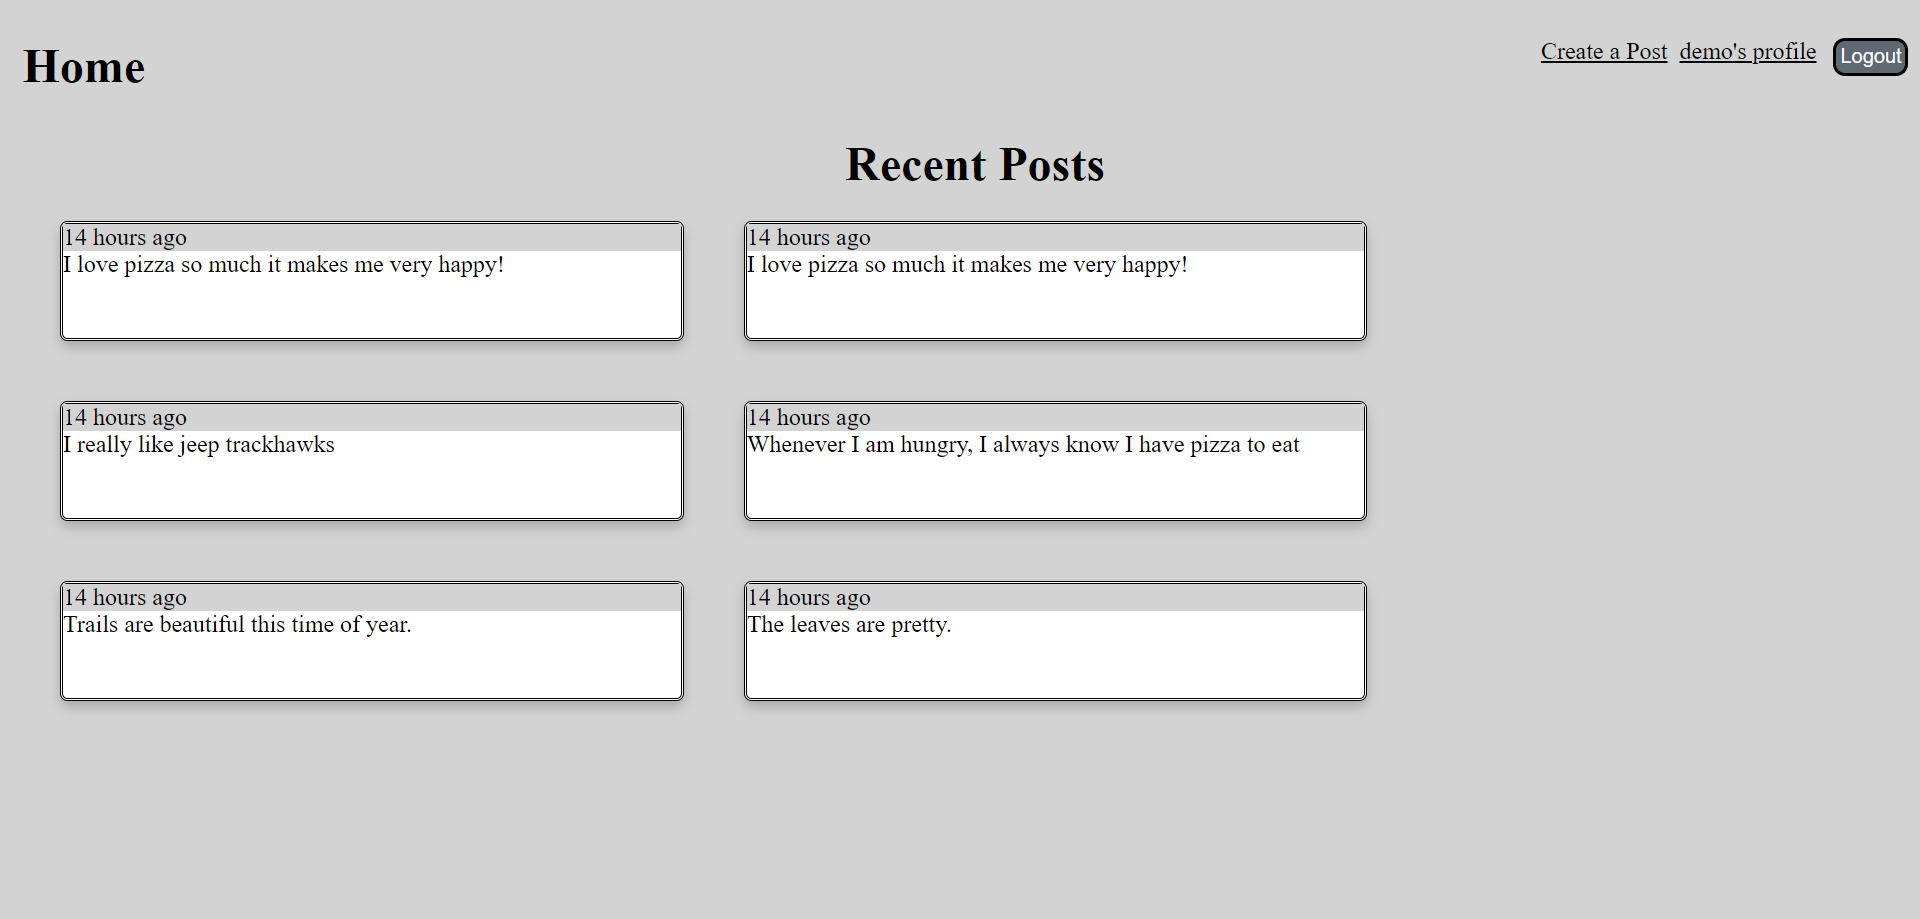 Home
Create a Post demo's profile Logout
Recent Posts
14 hours ago
I love pizza so much it makes me very happy!
14 hours ago
I love pizza so much it makes me very happy!
14 hours ago
I really like jeep trackhawks
14 hours ago
Whenever I am hungry, I always know I have pizza to eat
14 hours ago
Trails are beautiful this time of year.
14 hours ago
The leaves are pretty.